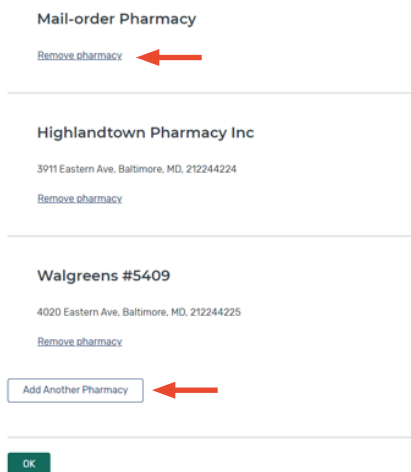 Mail-order Pharmacy
Remove pharmacy
Highlandtown Pharmacy Inc
3911 Eastern Ave, Baltimore, MD, 212244224
Remove pharmacy
Walgreens #5409
4020 Eastern Ave, Baltimore, MD, 212244225
Remove pharmacy
Add Another Pharmacy
OK